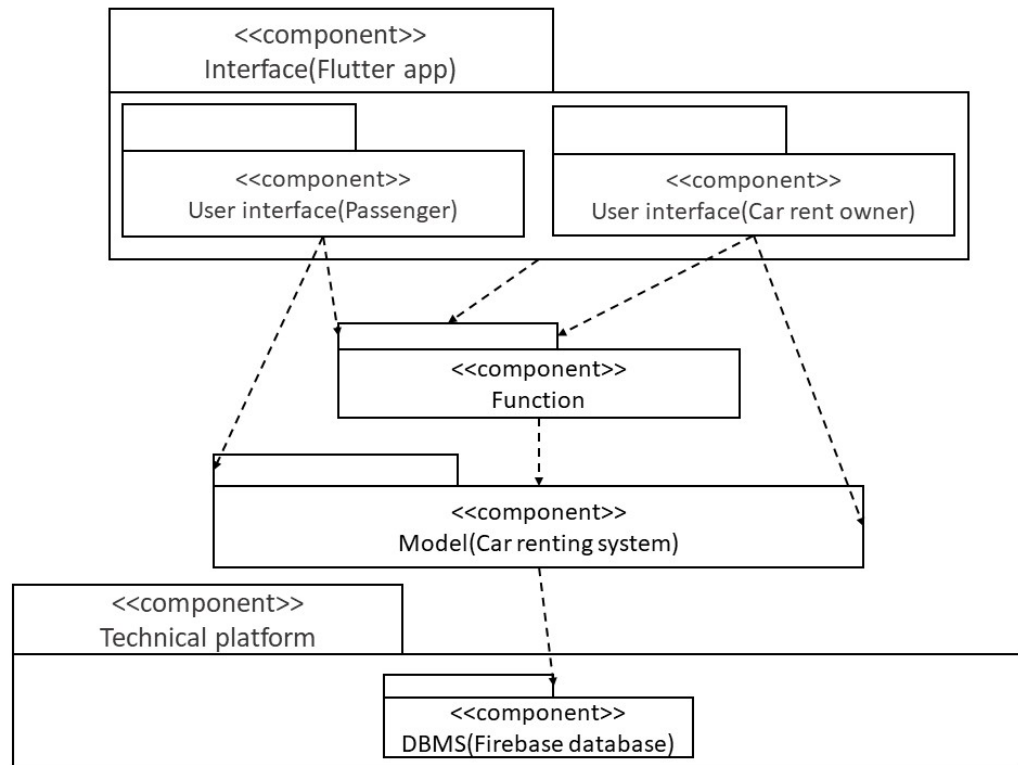 <<component>>
Interface(Flutter app)
<<component>>
User interface(Passenger)
<<component>>
User interface(Car rent owner)
<<component>>
Function
<<component>>
Model(Car renting system)
<<component>>
Technical platform
<<component>>
DBMS(Firebase database)